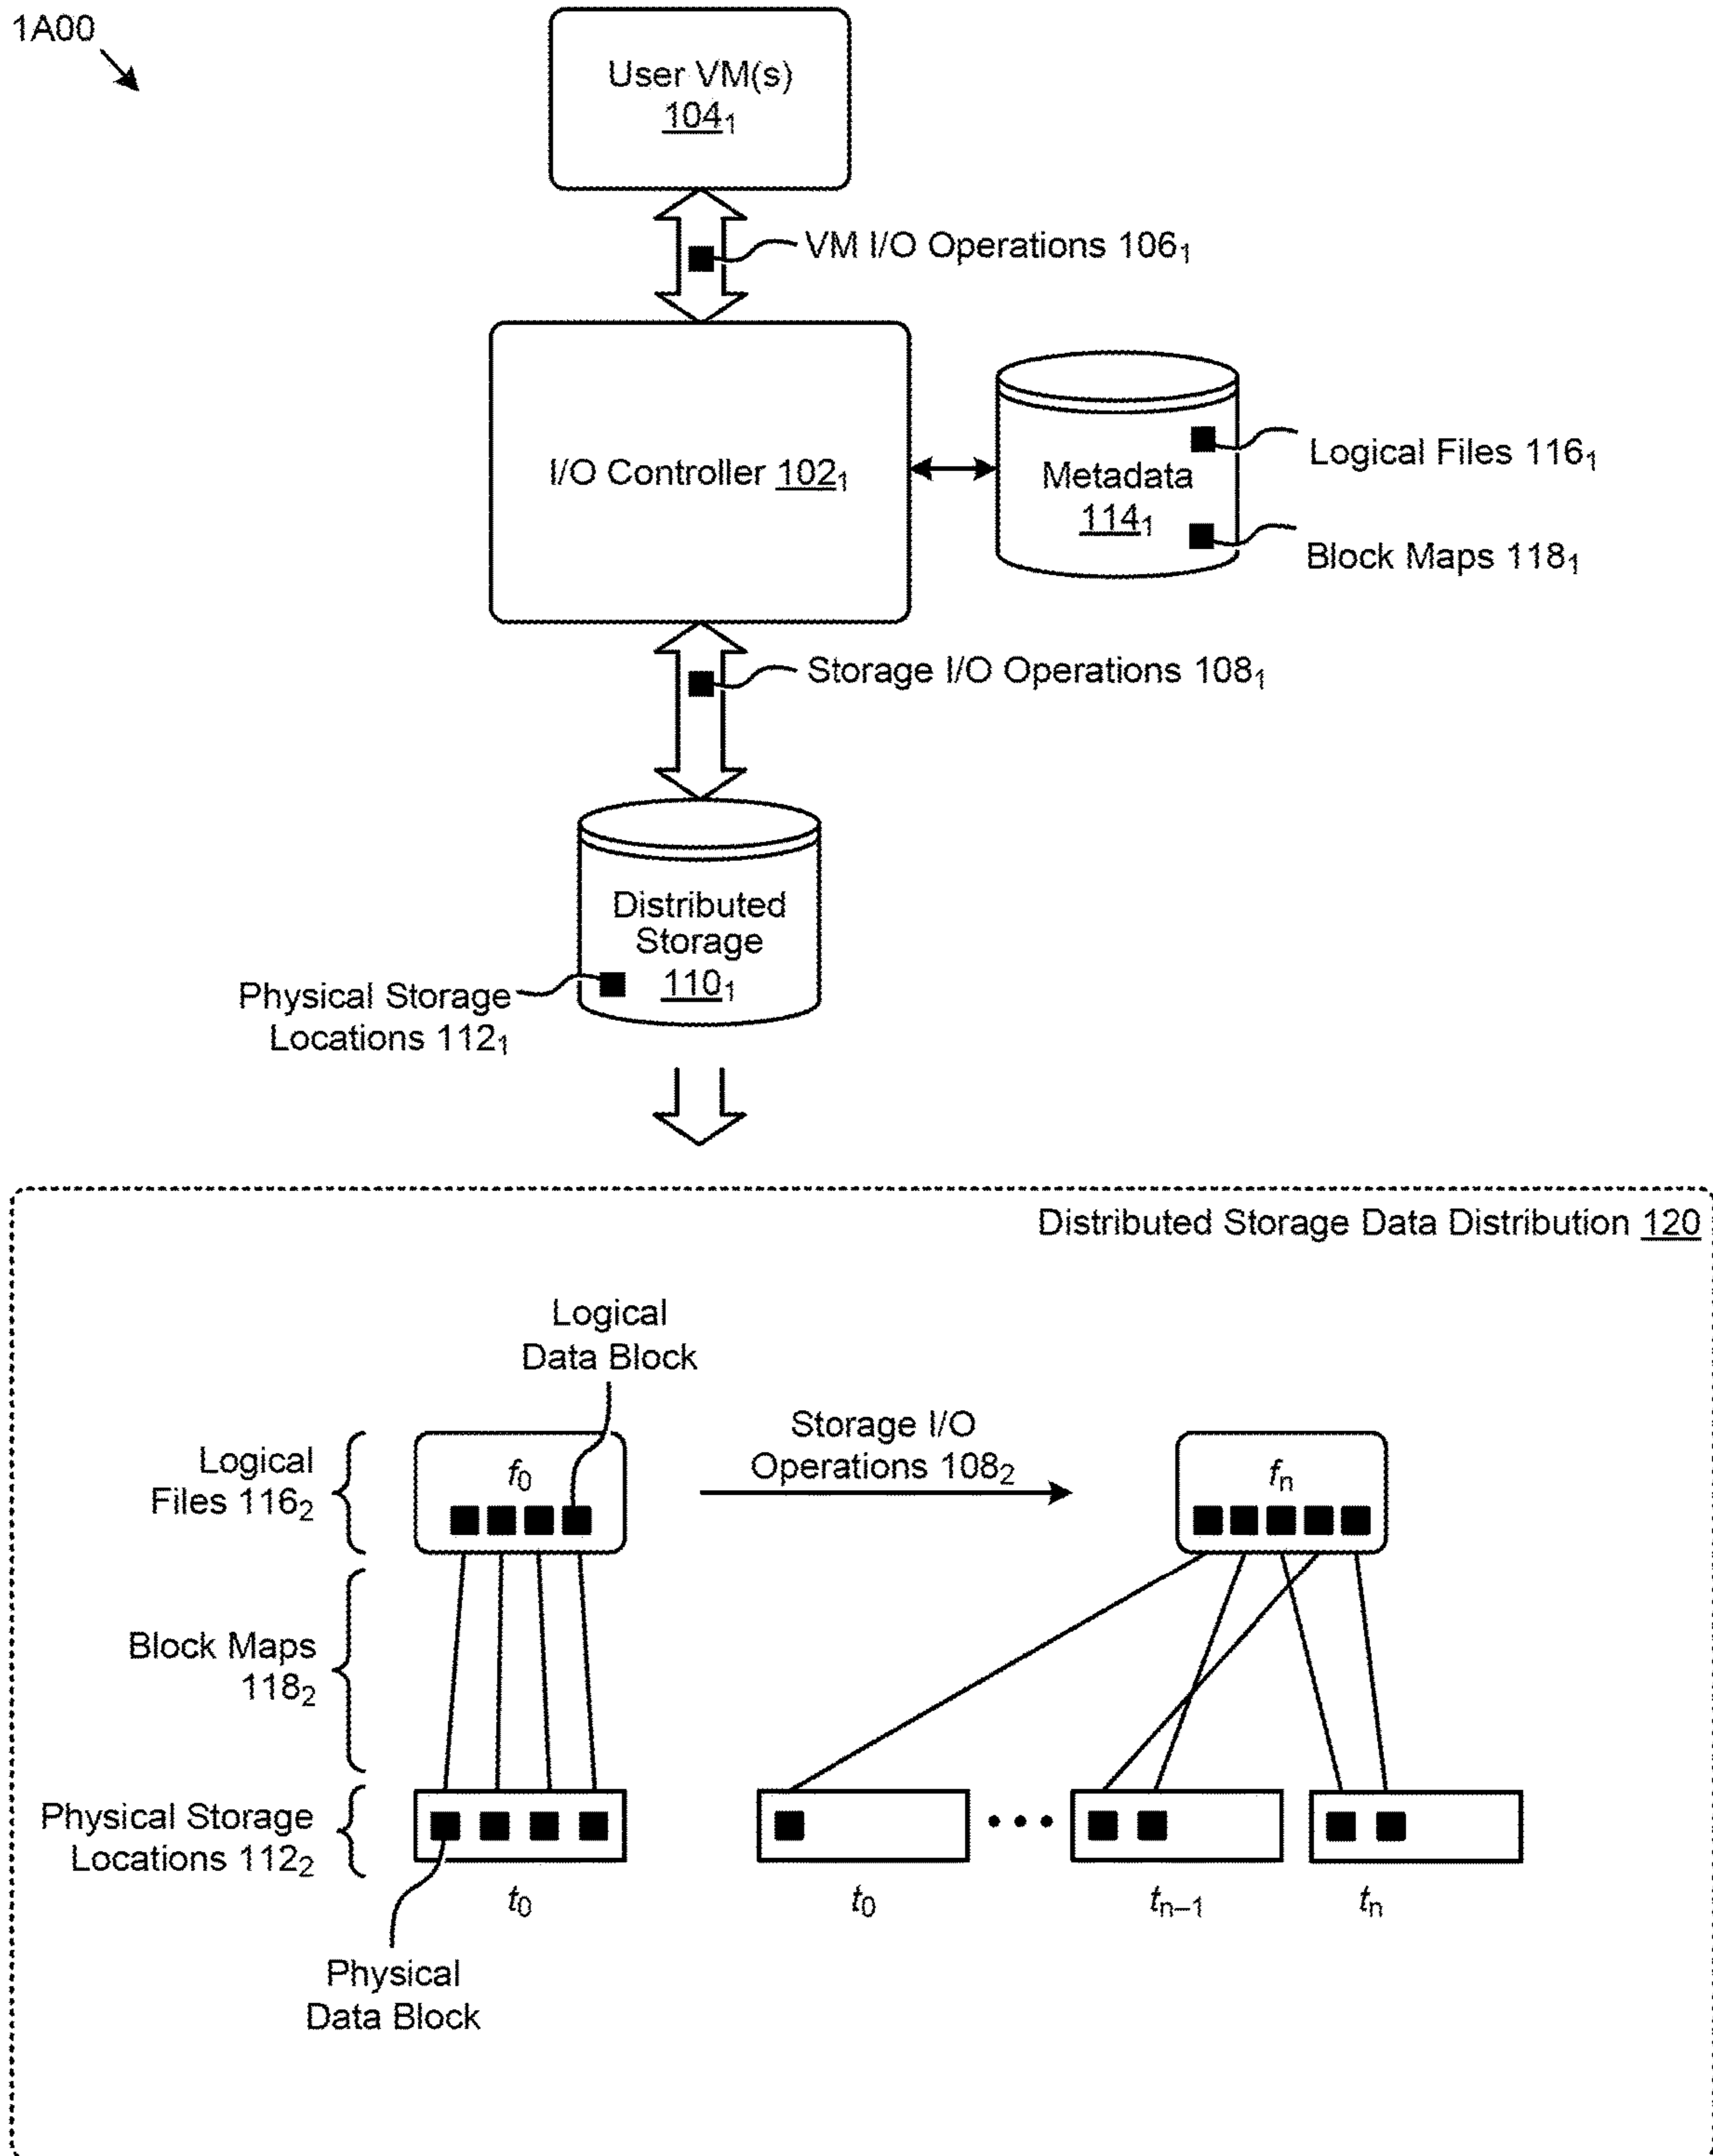 1A00
User VM(s)
104₁
VM I/O Operations 106₁
I/O Controller 102₁
Metadata
114₁
Logical Files 116₁
Block Maps 118₁
Storage I/O Operations 108₁
Distributed
Storage
110₁
Physical Storage
Locations 112₁
Distributed Storage Data Distribution 120
Logical
Data Block
Logical
Files 116₂
f₀
Storage I/O
Operations 108₂
fₙ
Block Maps
118₂
Physical Storage
Locations 112₂
t₀
t₀
tₙ₋₁
tₙ
Physical
Data Block